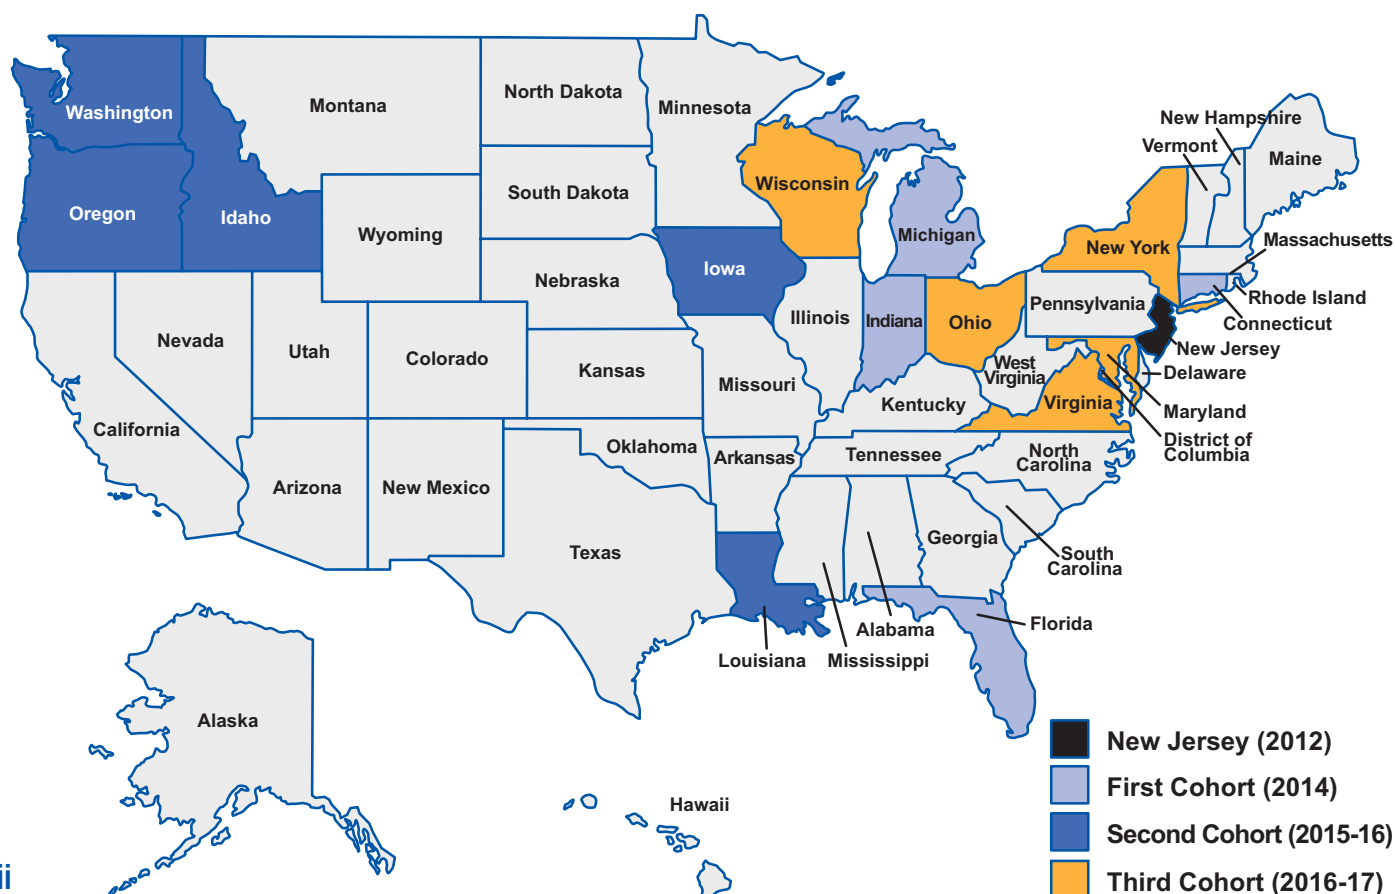 Washington
Montana
North Dakota
Minnesota
New Hampshire
Vermont
Maine
Oregon
Idaho
Wyoming
South Dakota
Wisconsin
Michigan
New York
Massachusetts
Iowa
Nebraska
Illinois
Indiana
Ohio
Pennsylvania
Rhode Island
Connecticut
New Jersey
Nevada
Utah
Colorado
Kansas
Missouri
West
Virginia
Delaware
Kentucky
Virginia
Maryland
District of
Columbia
California
Arizona
New Mexico
Oklahoma
Arkansas
Tennessee
North
Carolina
Texas
Georgia
South
Carolina
Louisiana
Mississippi
Alabama
Florida
Alaska
Hawaii
New Jersey (2012)
First Cohort (2014)
Second Cohort (2015-16)
Third Cohort (2016-17)
ii